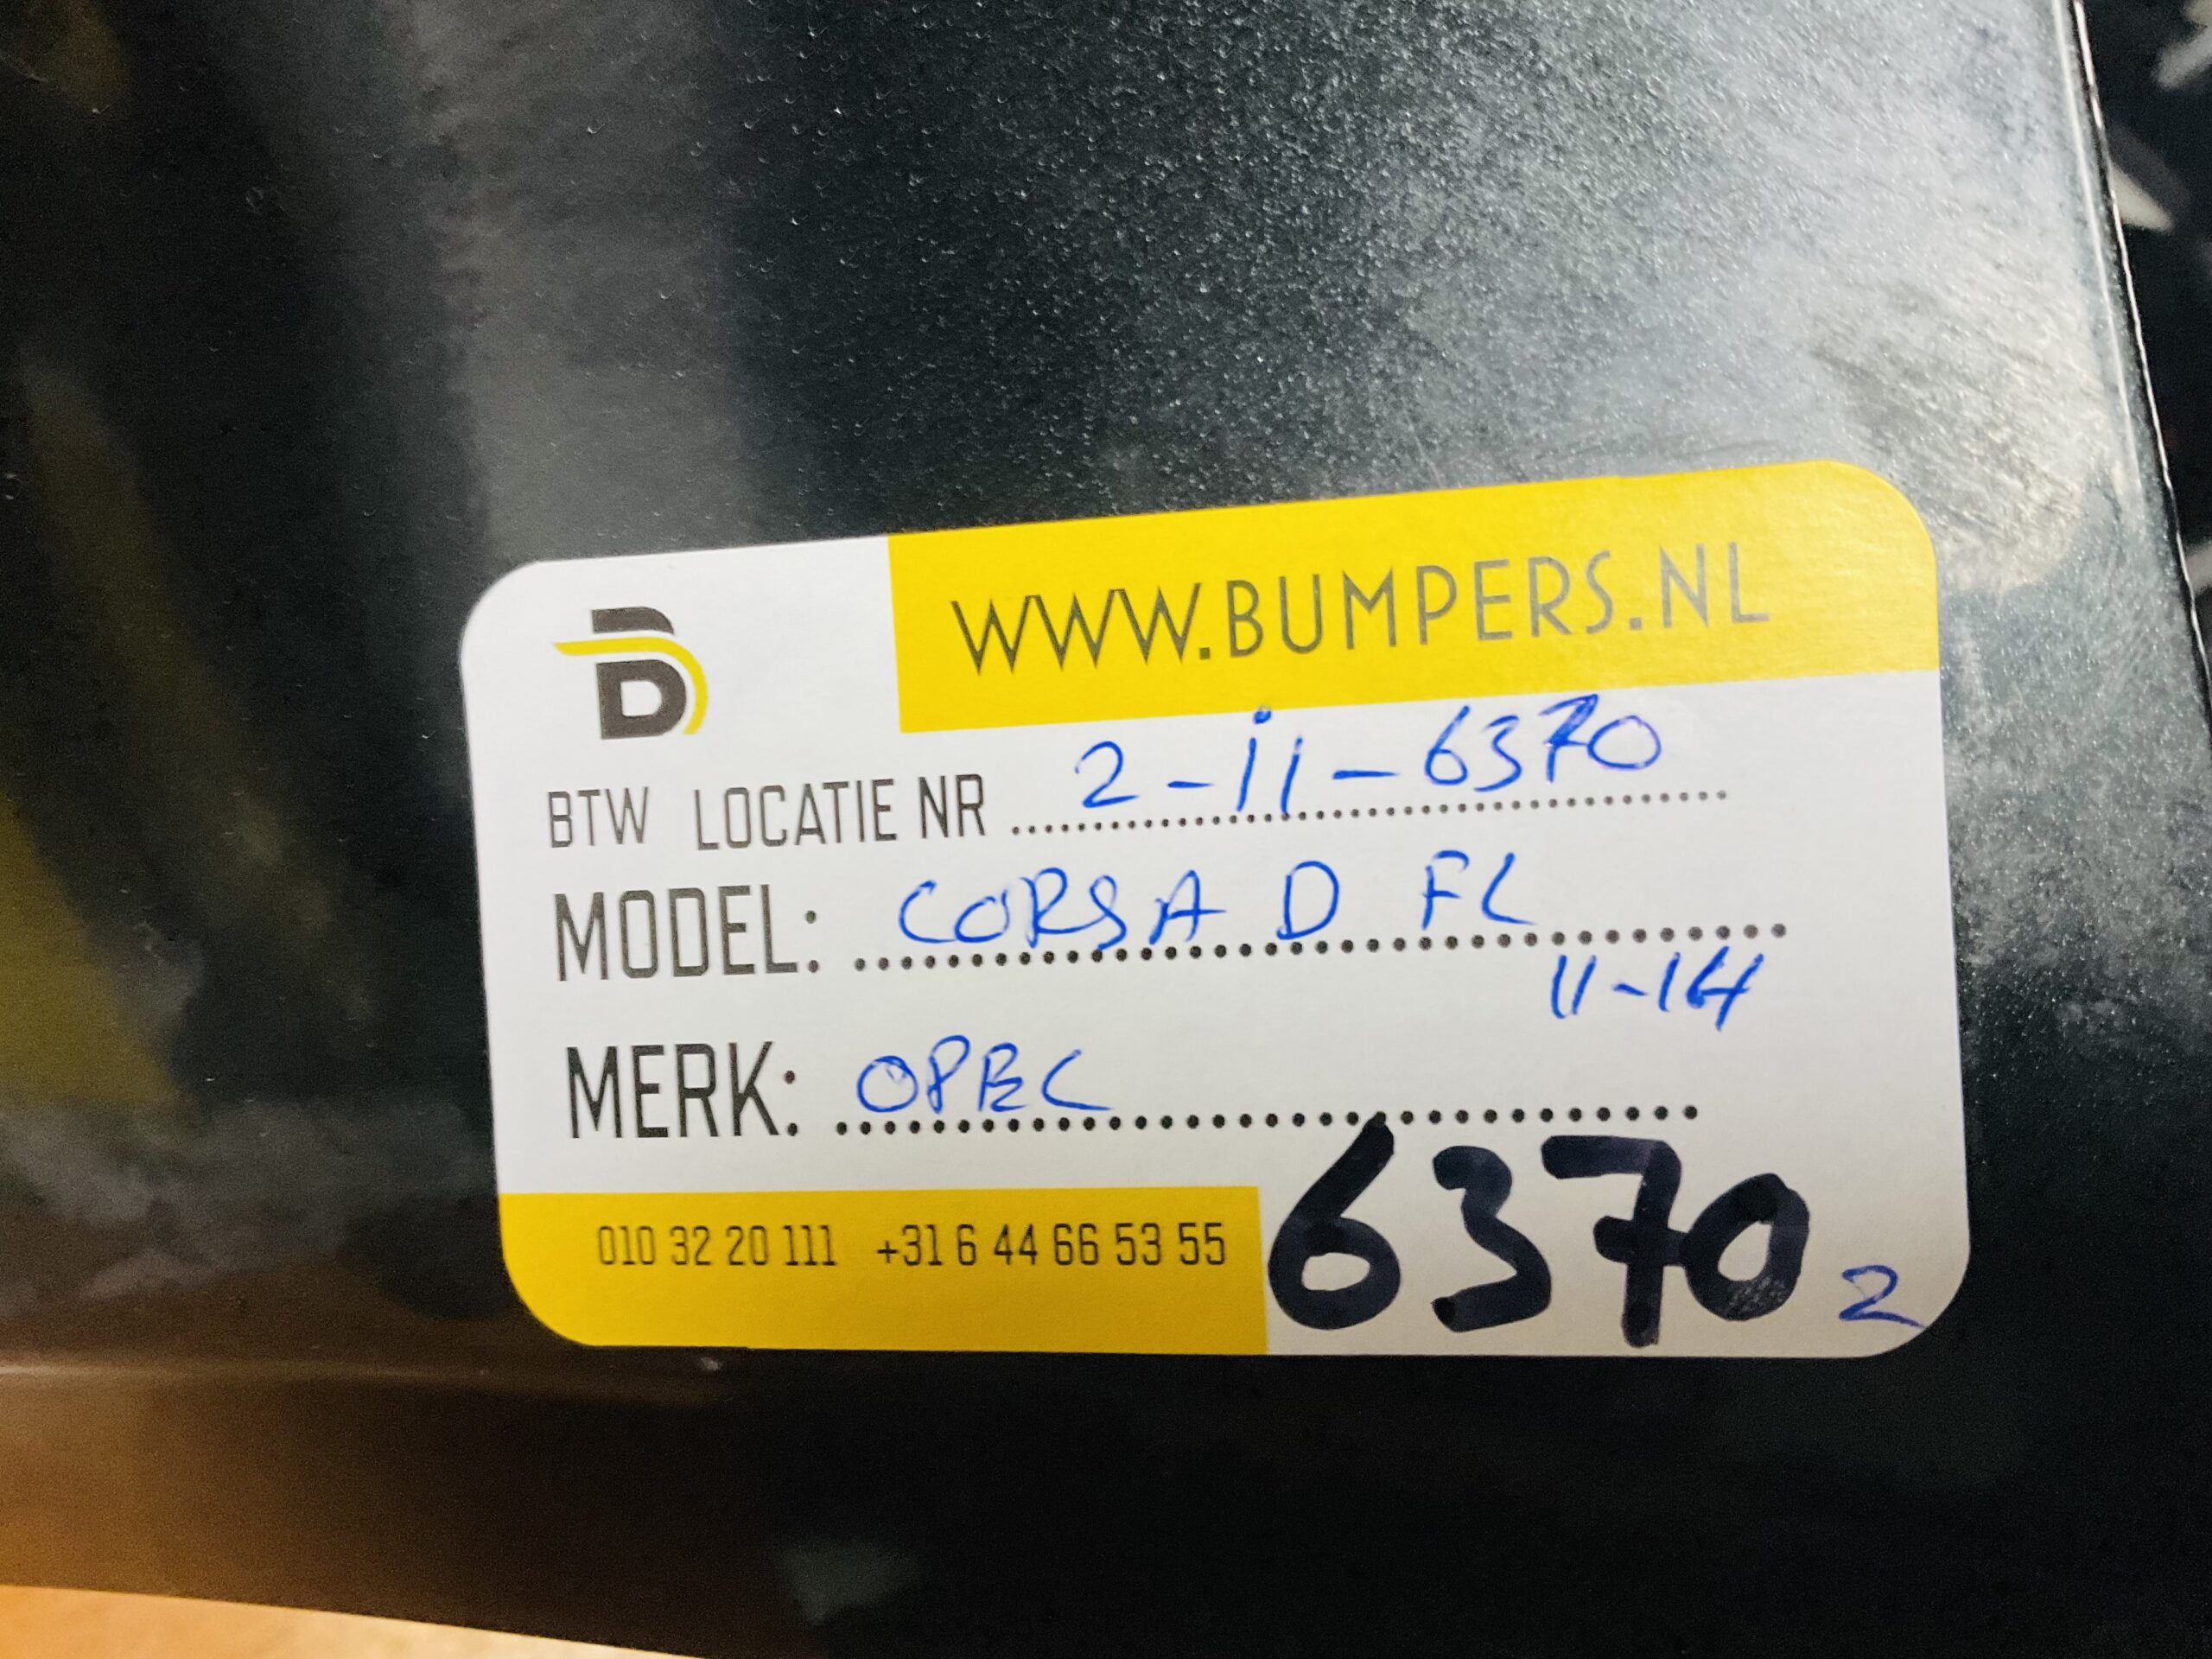 B
WWW.BUMPERS.NL
BTW LOCATIE NR 2-11-6370
MODEL: CORSA D FL
11-14
MERK: OPEL
010 32 20 111 +31 6 44 66 53 55
6370 2